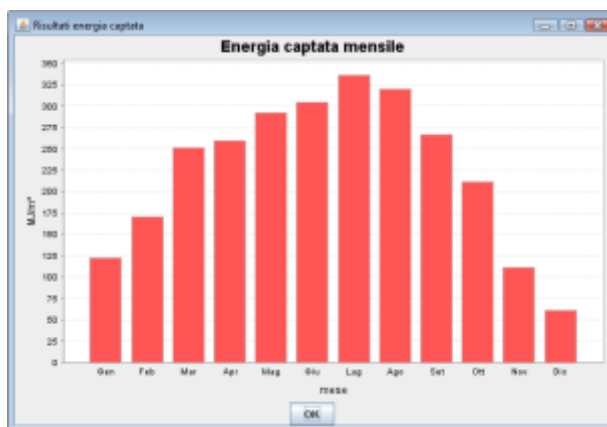 Risultati energia captata
Energia captata mensile
350
325
300
275
250
225
200
175
150
125
100
75
50
25
0
MJ/m²
Gen Feb Mar Apr Mag Giu Lug Ago Set Ott Nov Dic
mese
OK